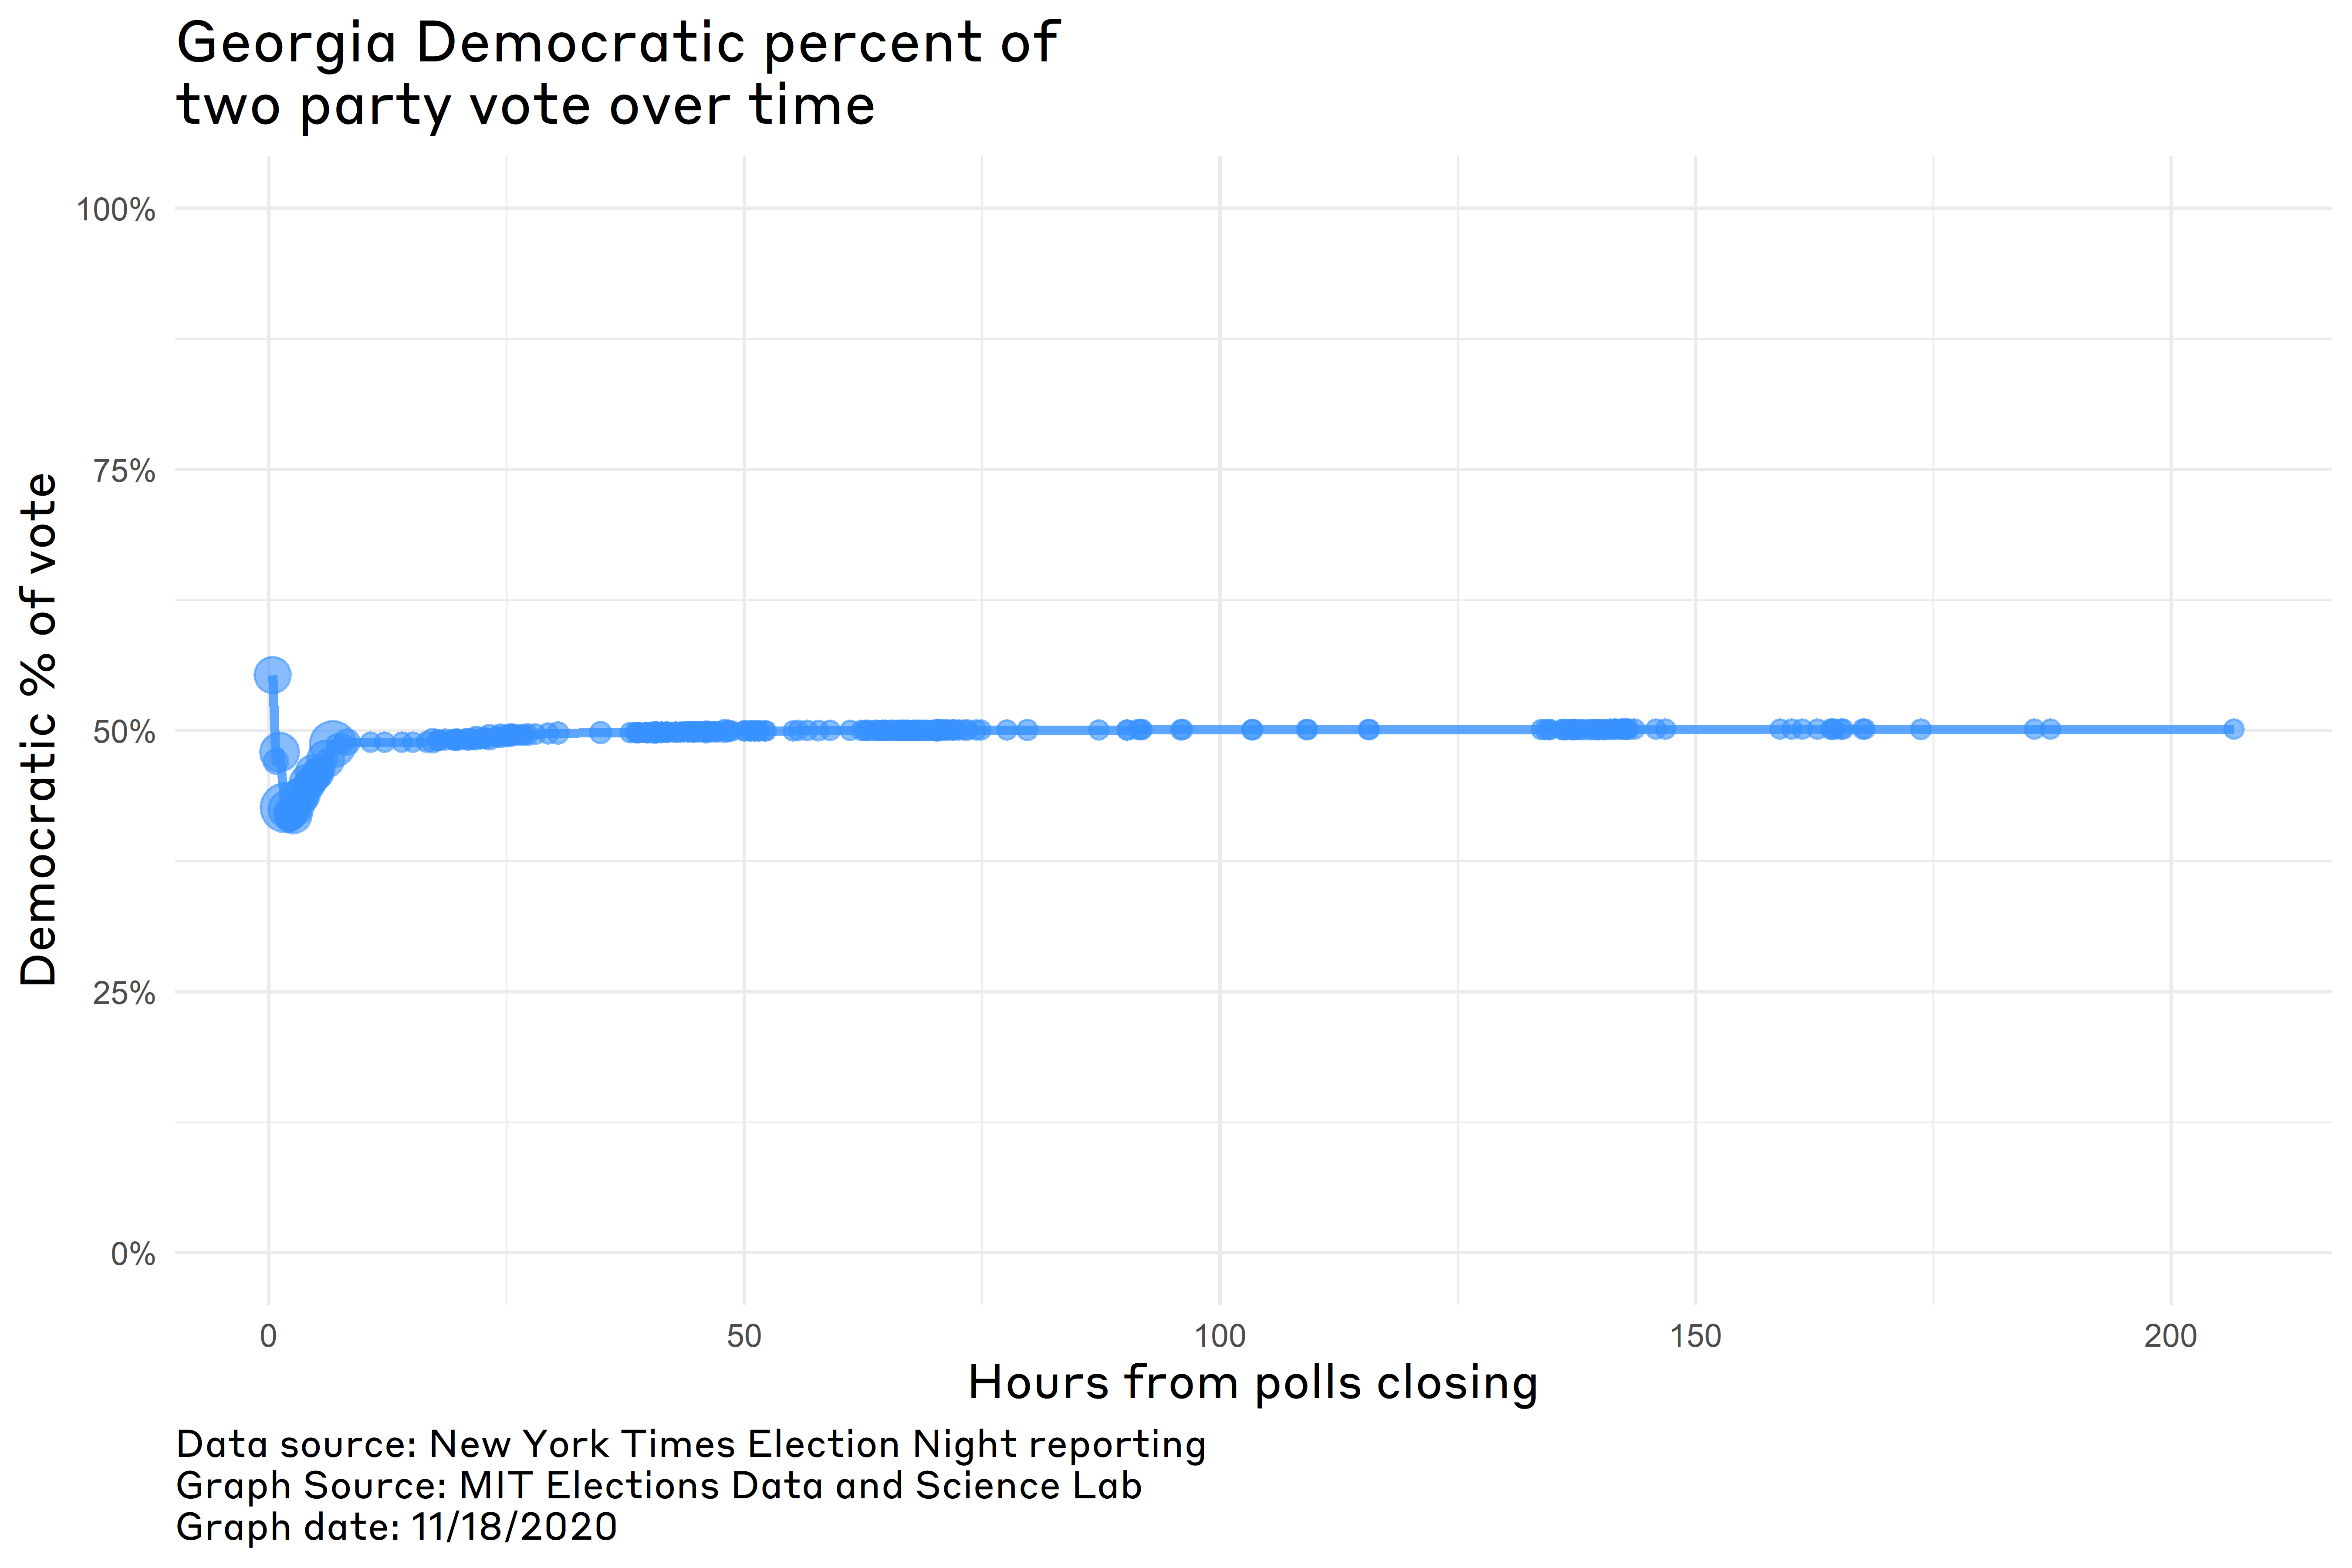 Georgia Democratic percent of
two party vote over time
Democratic % of vote
100%
75%
50%
25%
0%
0 50 100 150 200
Hours from polls closing
Data source: New York Times Election Night reporting
Graph Source: MIT Elections Data and Science Lab
Graph date: 11/18/2020